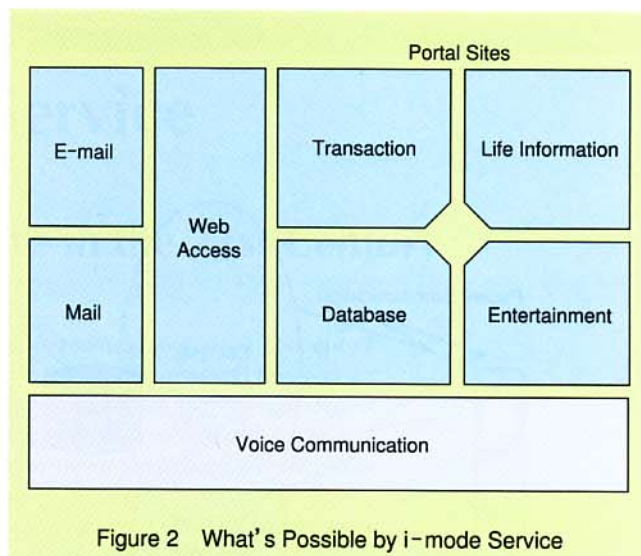 Portal Sites
E-mail
Transaction
Life Information
Web
Access
Mail
Database
Entertainment
Voice Communication
Figure 2 What's Possible by i-mode Service